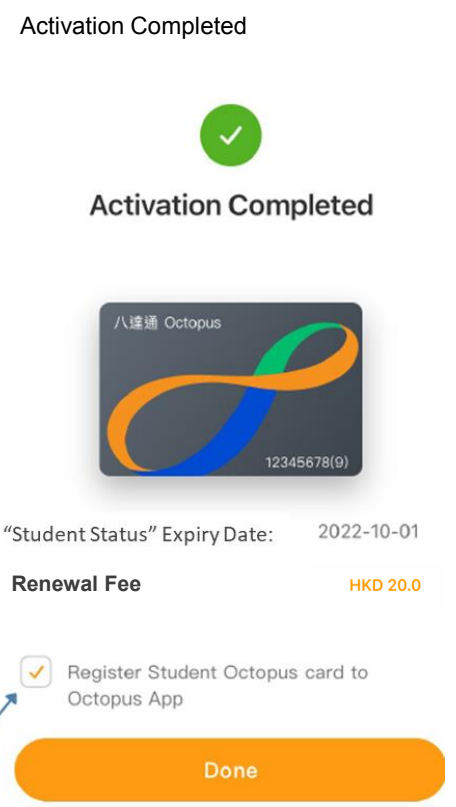 Activation Completed
Activation Completed
八達通 Octopus
12345678(9)
“Student Status” Expiry Date: 2022-10-01
Renewal Fee HKD 20.0
Register Student Octopus card to
Octopus App
Done